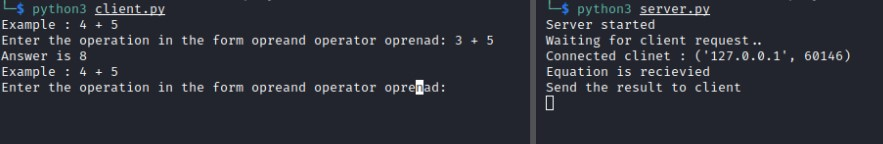 └─$ python3 client.py
Example : 4 + 5
Enter the operation in the form opreand operator oprenad: 3 + 5
Answer is 8
Example : 4 + 5
Enter the operation in the form opreand operator oprenad:
└─$ python3 server.py
Server started
Waiting for client request..
Connected clinet : ('127.0.0.1', 60146)
Equation is recievied
Send the result to client